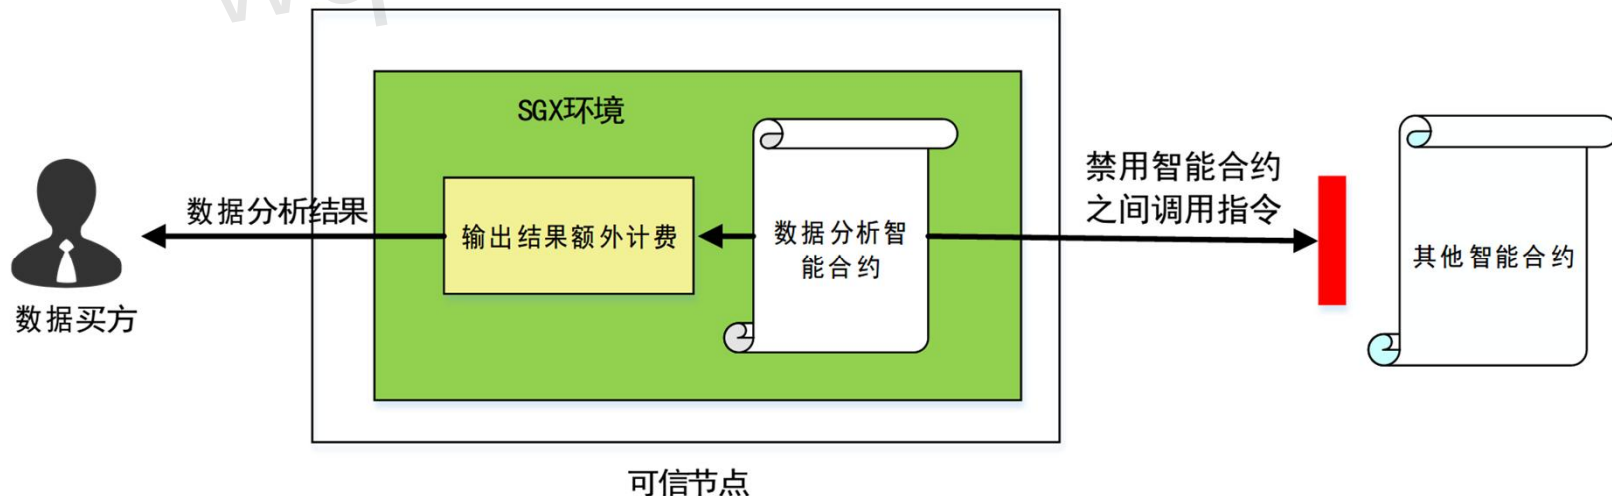 SGX环境
禁用智能合约
之间调用指令
数据分析结果
输出结果额外计费
数据分析智
能合约
其他智能合约
数据买方
可信节点